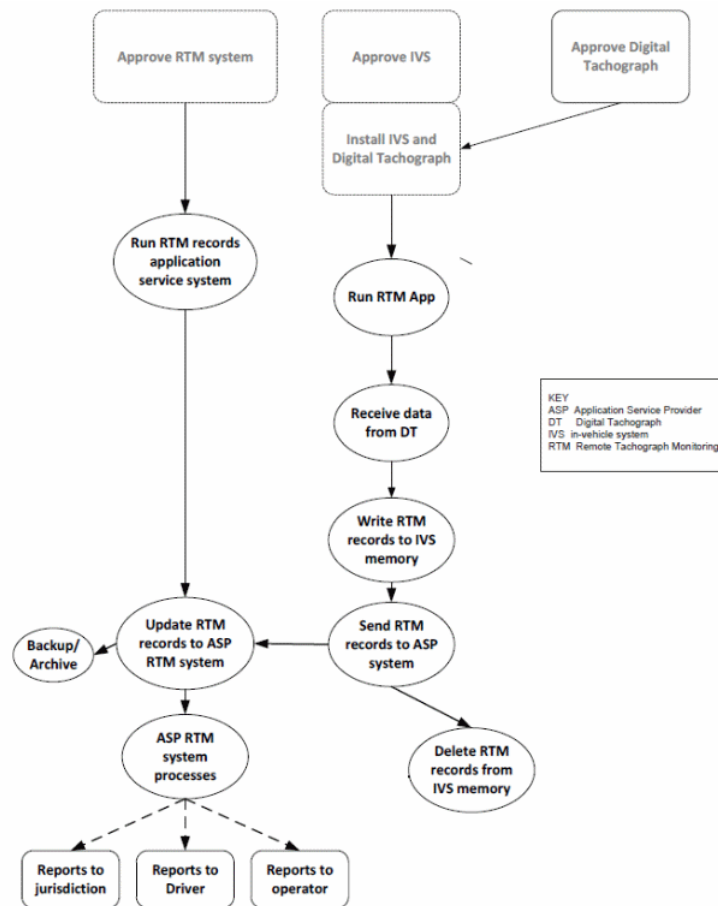 Approve RTM system
Approve IVS
Approve Digital
Tachograph
Install IVS and
Digital Tachograph
Run RTM records
application
service system
Run RTM App
Receive data
from DT
KEY
ASP Application Service Provider
DT Digital Tachograph
IVS in-vehicle system
RTM Remote Tachograph Monitoring
Write RTM
records to IVS
memory
Update RTM
records to ASP
RTM system
Send RTM
records to ASP
system
Backup/
Archive
ASP RTM
system
processes
Delete RTM
records from
IVS memory
Reports to
jurisdiction
Reports to
Driver
Reports to
operator